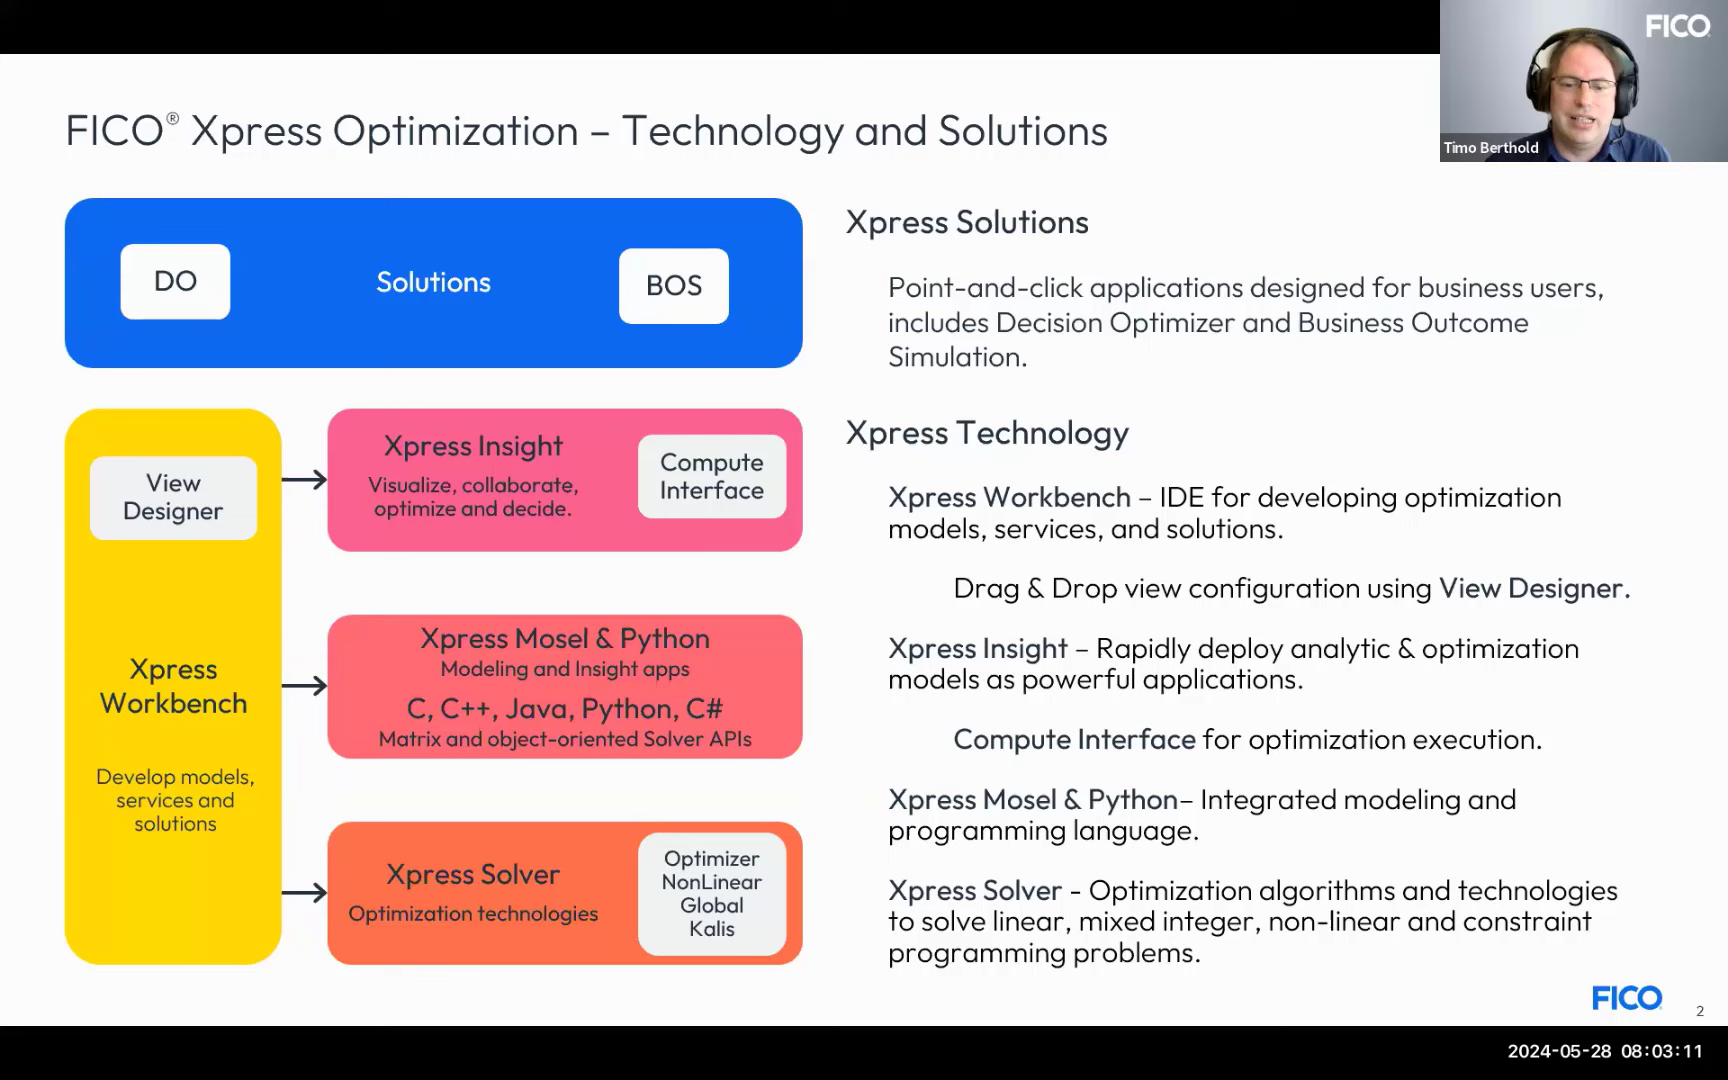 FICO
Timo Berthold
FICO® Xpress Optimization – Technology and Solutions
DO
Solutions
BOS
View
Designer
Xpress
Workbench
Develop models,
services and
solutions
Xpress Insight
Visualize, collaborate,
optimize and decide.
Compute
Interface
Xpress Mosel & Python
Modeling and Insight apps
C, C++, Java, Python, C#
Matrix and object-oriented Solver APIs
Xpress Solver
Optimization technologies
Optimizer
NonLinear
Global
Kalis
Xpress Solutions
Point-and-click applications designed for business users,
includes Decision Optimizer and Business Outcome
Simulation.
Xpress Technology
Xpress Workbench – IDE for developing optimization
models, services, and solutions.
Drag & Drop view configuration using View Designer.
Xpress Insight – Rapidly deploy analytic & optimization
models as powerful applications.
Compute Interface for optimization execution.
Xpress Mosel & Python– Integrated modeling and
programming language.
Xpress Solver - Optimization algorithms and technologies
to solve linear, mixed integer, non-linear and constraint
programming problems.
FICO
2
2024-05-28 08:03:11